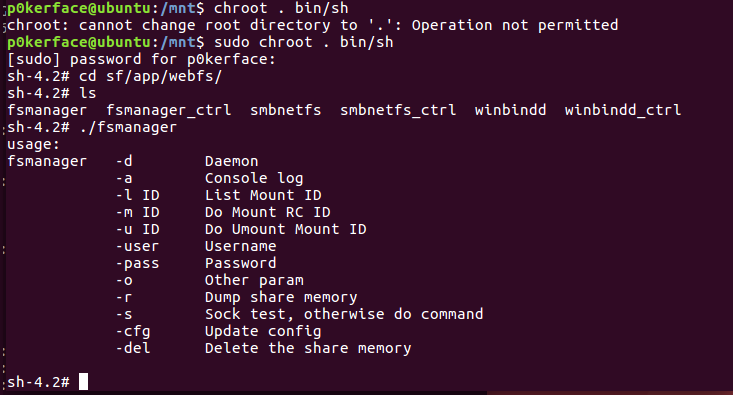 p0kerface@ubuntu:/mnt$ chroot . bin/sh
chroot: cannot change root directory to '.': Operation not permitted
p0kerface@ubuntu:/mnt$ sudo chroot . bin/sh
[sudo] password for p0kerface:
sh-4.2# cd sf/app/webfs/
sh-4.2# ls
fsmanager  fsmanager_ctrl  smbnetfs  smbnetfs_ctrl  winbindd  winbindd_ctrl
sh-4.2# ./fsmanager
usage:
fsmanager   -d        Daemon
            -a        Console log
            -l ID     List Mount ID
            -m ID     Do Mount RC ID
            -u ID     Do Umount Mount ID
            -user     Username
            -pass     Password
            -o        Other param
            -r        Dump share memory
            -s        Sock test, otherwise do command
            -cfg      Update config
            -del      Delete the share memory
sh-4.2#